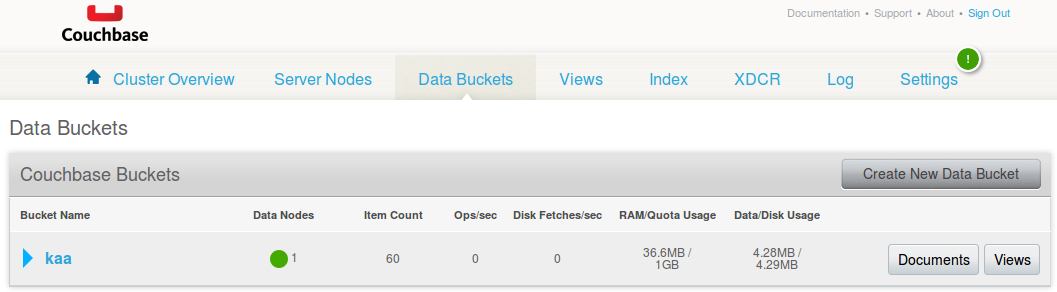 Couchbase
Documentation • Support • About • Sign Out
Cluster Overview Server Nodes Data Buckets Views Index XDCR Log Settings !
Data Buckets
Couchbase Buckets Create New Data Bucket
Bucket Name Data Nodes Item Count Ops/sec Disk Fetches/sec RAM/Quota Usage Data/Disk Usage
kaa 1 60 0 0 36.6MB / 1GB 4.28MB / 4.29MB Documents Views